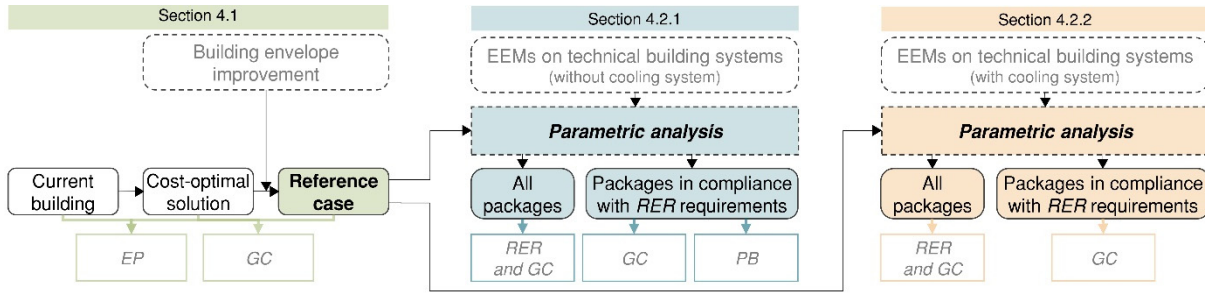 Section 4.1
Building envelope
improvement
Current
building
Cost-optimal
solution
Reference
case
EP
GC
Section 4.2.1
EEMs on technical building systems
(without cooling system)
Parametric analysis
All
packages
Packages in compliance
with RER requirements
RER
and GC
GC
PB
Section 4.2.2
EEMs on technical building systems
(with cooling system)
Parametric analysis
All
packages
Packages in compliance
with RER requirements
RER
and GC
GC